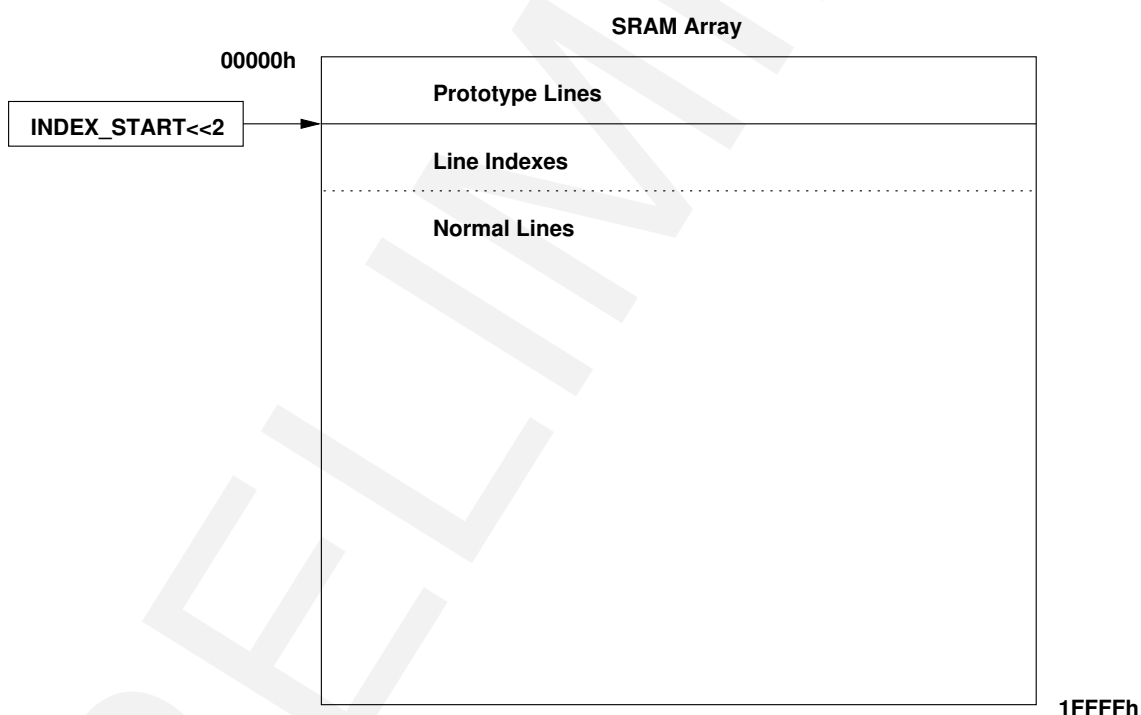 SRAM Array
00000h
Prototype Lines
INDEX_START<<2
Line Indexes
Normal Lines
1FFFFh